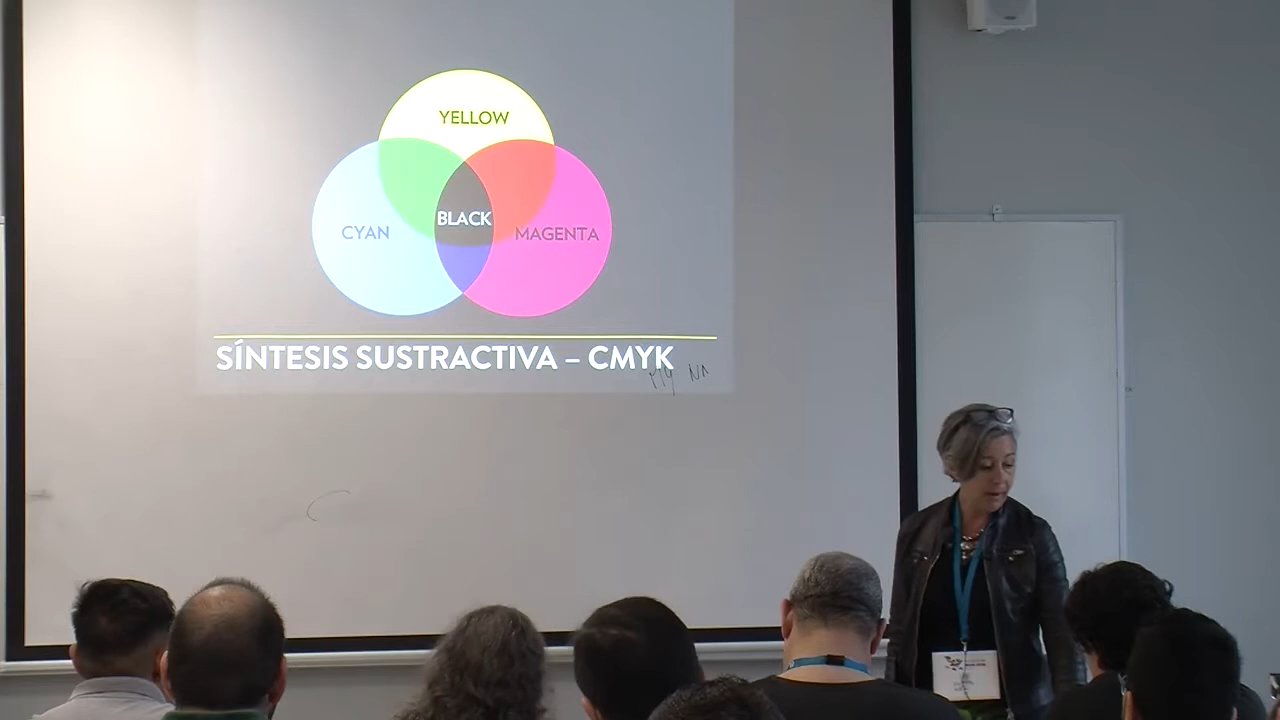 YELLOW
CYAN
BLACK
MAGENTA
SÍNTESIS SUSTRACTIVA – CMYK